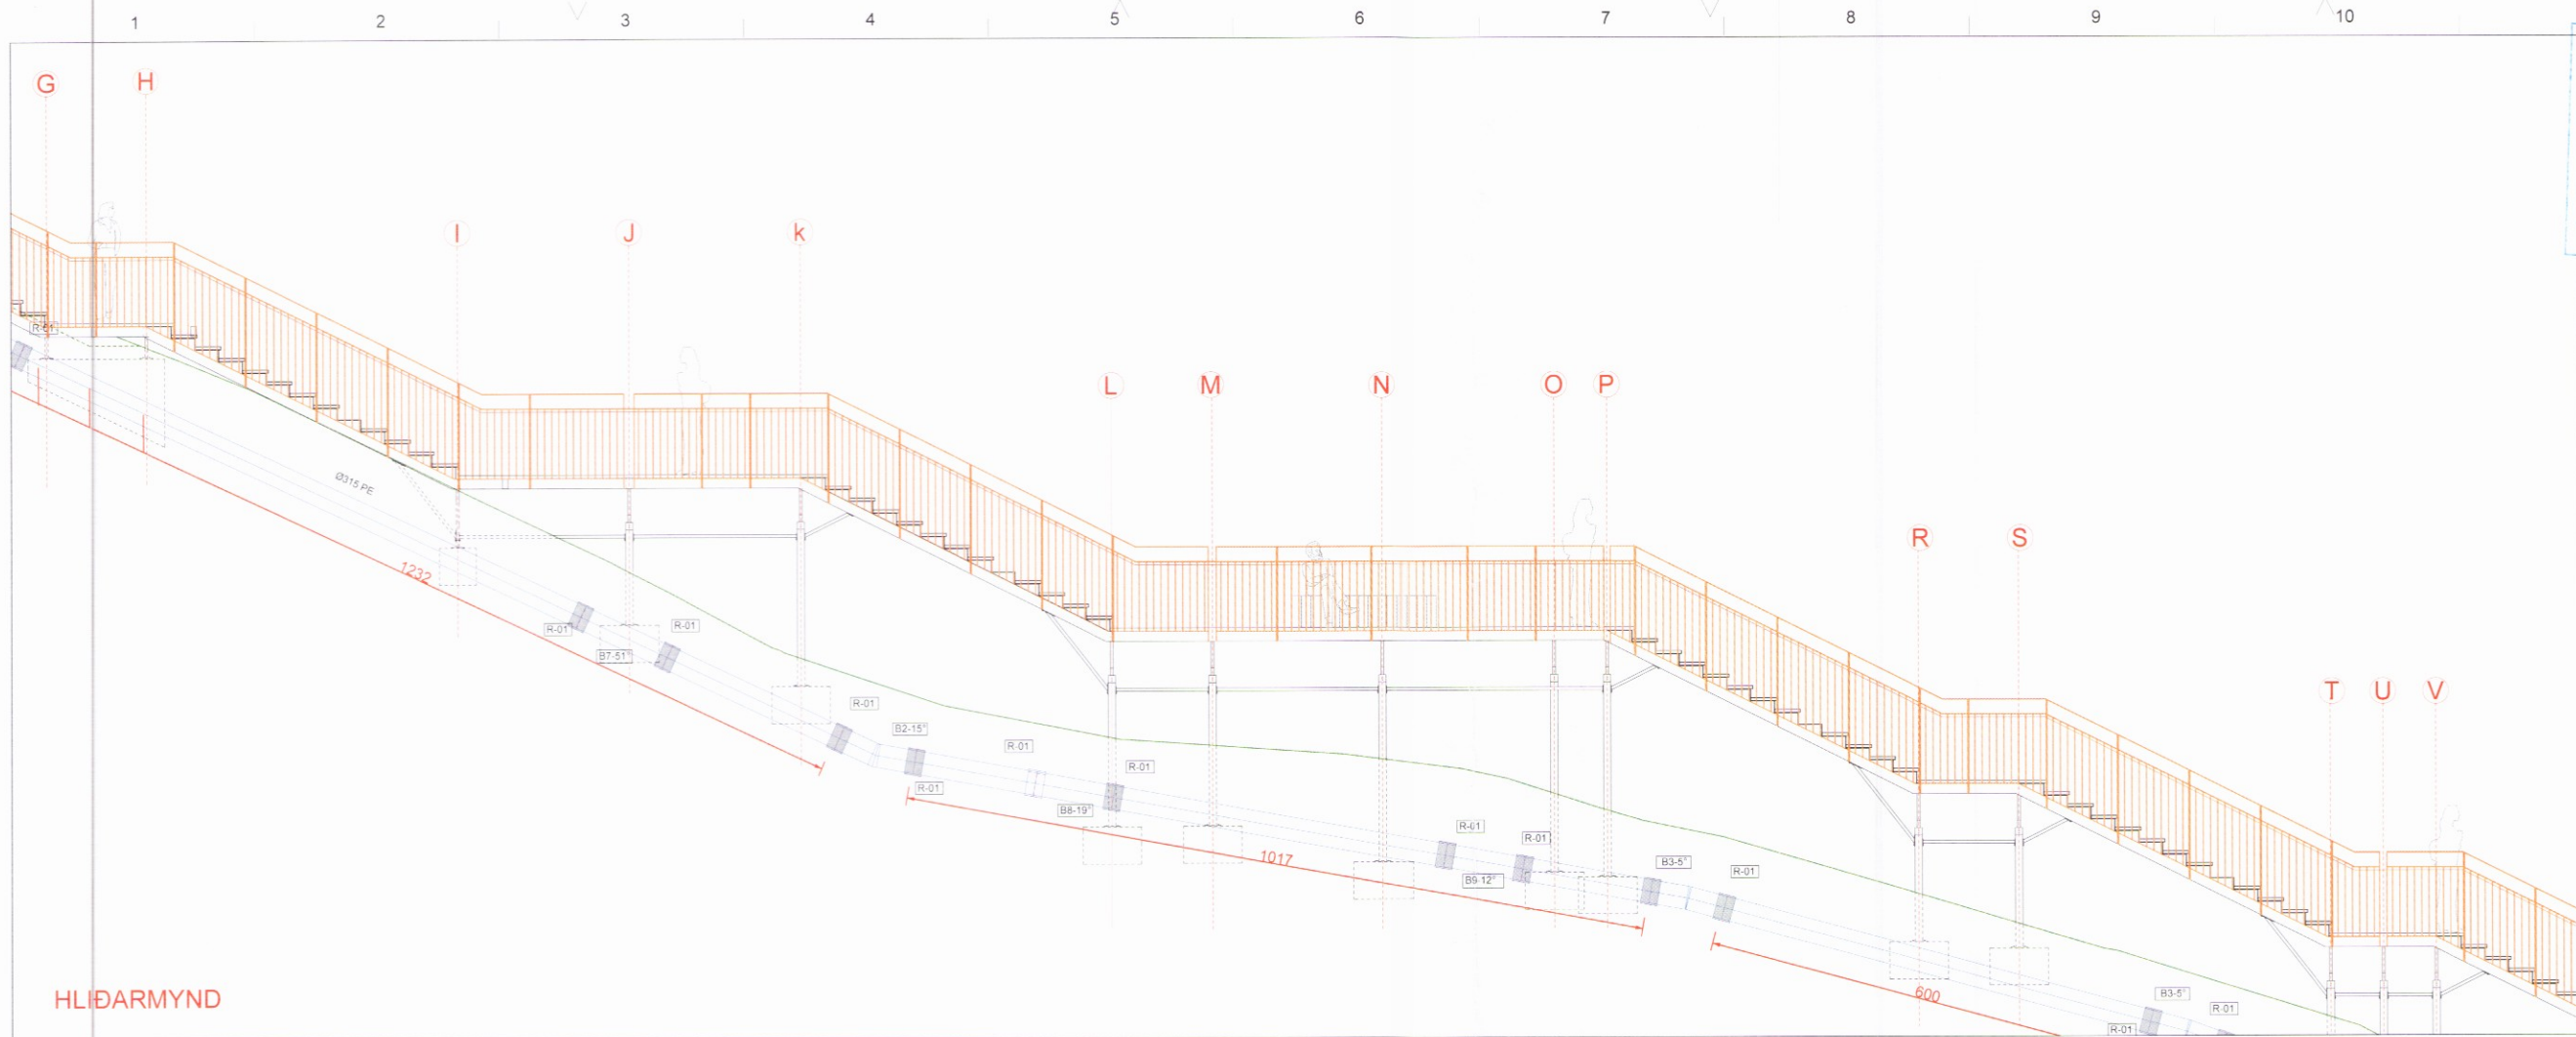 1 2 3 4 5 6 7 8 9 10
G H
I J k
L M N O P
R S
T U V
R-01
Ø315 PE
1232
R-01
R-01
B7-51°
R-01
B2-15°
R-01
R-01
R-01
B8-19°
1017
R-01
R-01
B9-12°
B3-5°
R-01
600
B3-5°
R-01
R-01
HLIÐARMYND